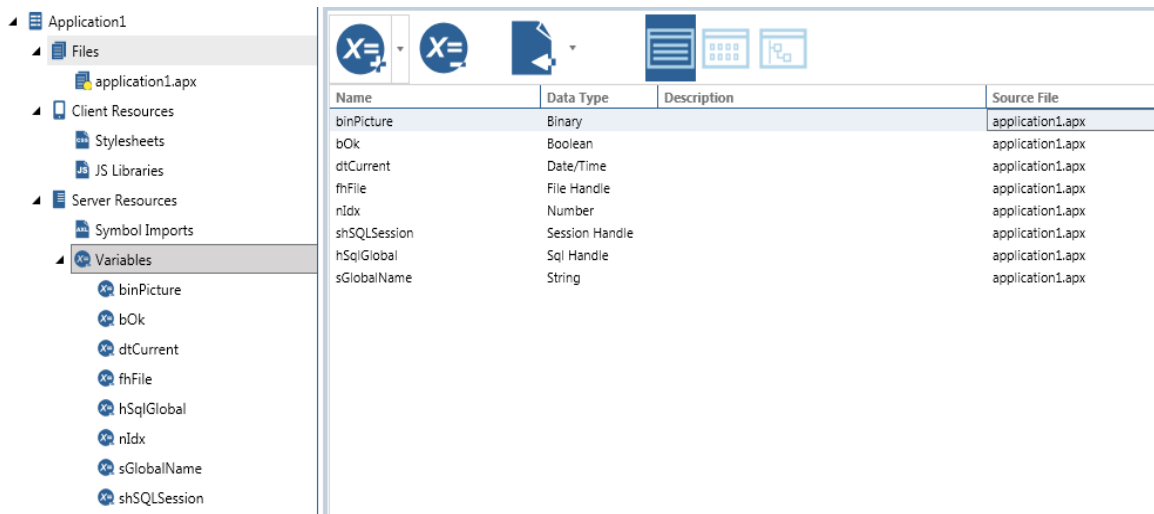 Application1
Files
application1.apx
Client Resources
Stylesheets
JS Libraries
Server Resources
Symbol Imports
Variables
binPicture
bOk
dtCurrent
fhFile
hSqlGlobal
nIdx
sGlobalName
shSQLSession
Name Data Type Description Source File
binPicture Binary application1.apx
bOk Boolean application1.apx
dtCurrent Date/Time application1.apx
fhFile File Handle application1.apx
nIdx Number application1.apx
shSQLSession Session Handle application1.apx
hSqlGlobal Sql Handle application1.apx
sGlobalName String application1.apx